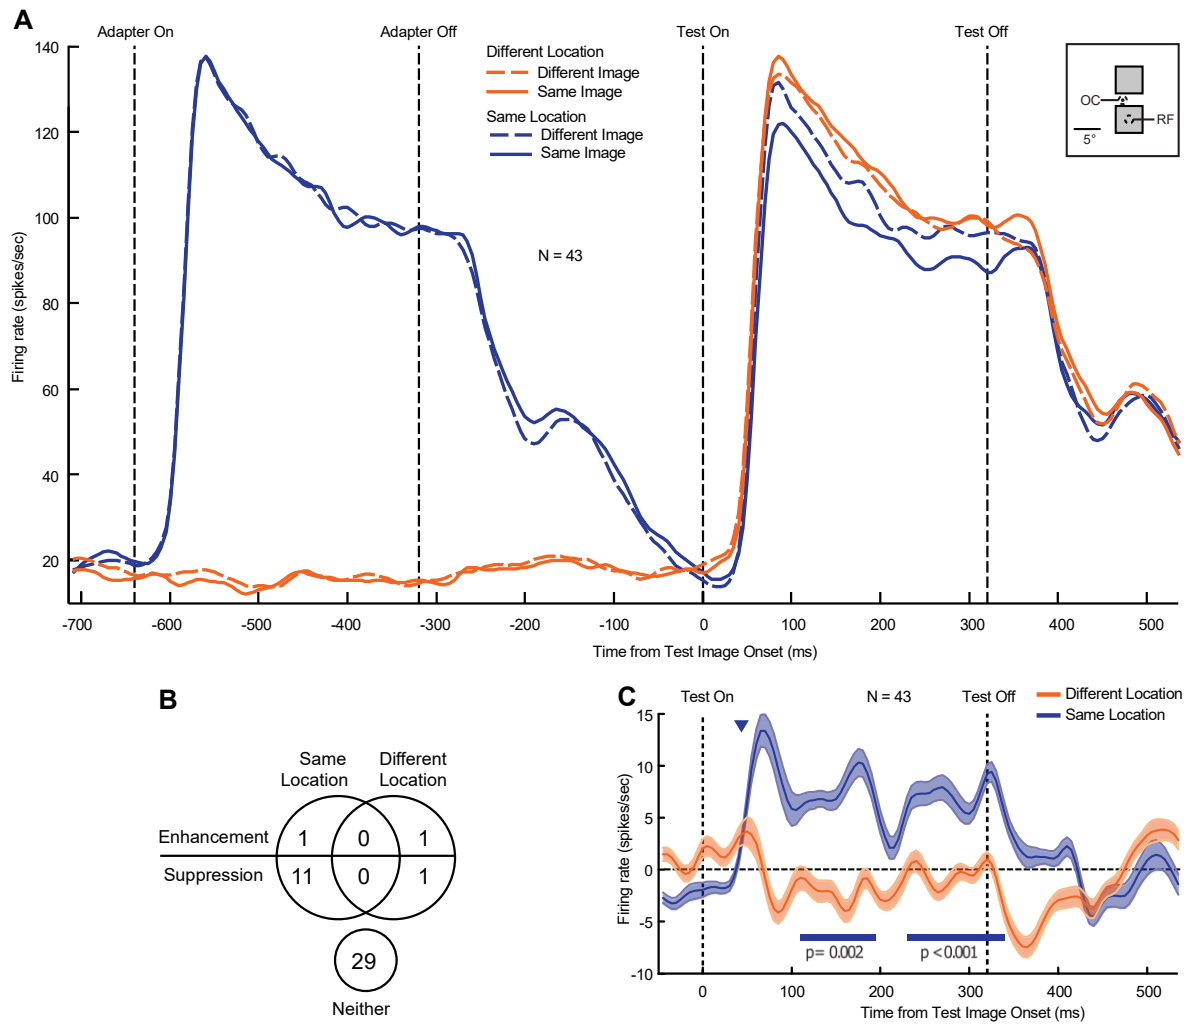 A
Adapter On
Adapter Off
Test On
Test Off
Different Location
Different Image
Same Image
Same Location
Different Image
Same Image
OC
RF
5°
N = 43
140
120
100
80
60
40
20
Firing rate (spikes/sec)
-700 -600 -500 -400 -300 -200 -100 0 100 200 300 400 500
Time from Test Image Onset (ms)
B
Same Location
Different Location
Enhancement 1 0 1
Suppression 11 0 1
29
Neither
C
Test On
N = 43
Test Off
Different Location
Same Location
15
10
5
0
-5
-10
Firing rate (spikes/sec)
p= 0.002
p <0.001
0 100 200 300 400 500
Time from Test Image Onset (ms)